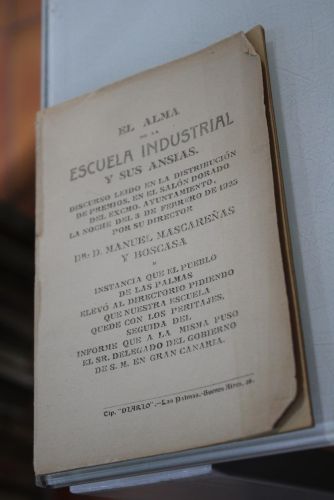 EL ALMA
DE LA
ESCUELA INDUSTRIAL
Y SUS ANSIAS.
DISCURSO LEIDO EN LA DISTRIBUCIÓN
DE PREMIOS, EN EL SALÓN DORADO
DEL EXCMO. AYUNTAMIENTO,
LA NOCHE DEL 3 DE FEBRERO DE 1925
POR SU DIRECTOR
DR. D. MANUEL MASCAREÑAS
Y BOSCASA
E
INSTANCIA QUE EL PUEBLO
DE LAS PALMAS
ELEVÓ AL DIRECTORIO PIDIENDO
QUE NUESTRA ESCUELA
QUEDE CON LOS PERITAJES,
SEGUIDA DEL
INFORME QUE A LA MISMA PUSO
EL SR. DELEGADO DEL GOBIERNO
DE S. M. EN GRAN CANARIA.
Tip. "DIARIO".—Las Palmas.-Buenos Aires, 36.